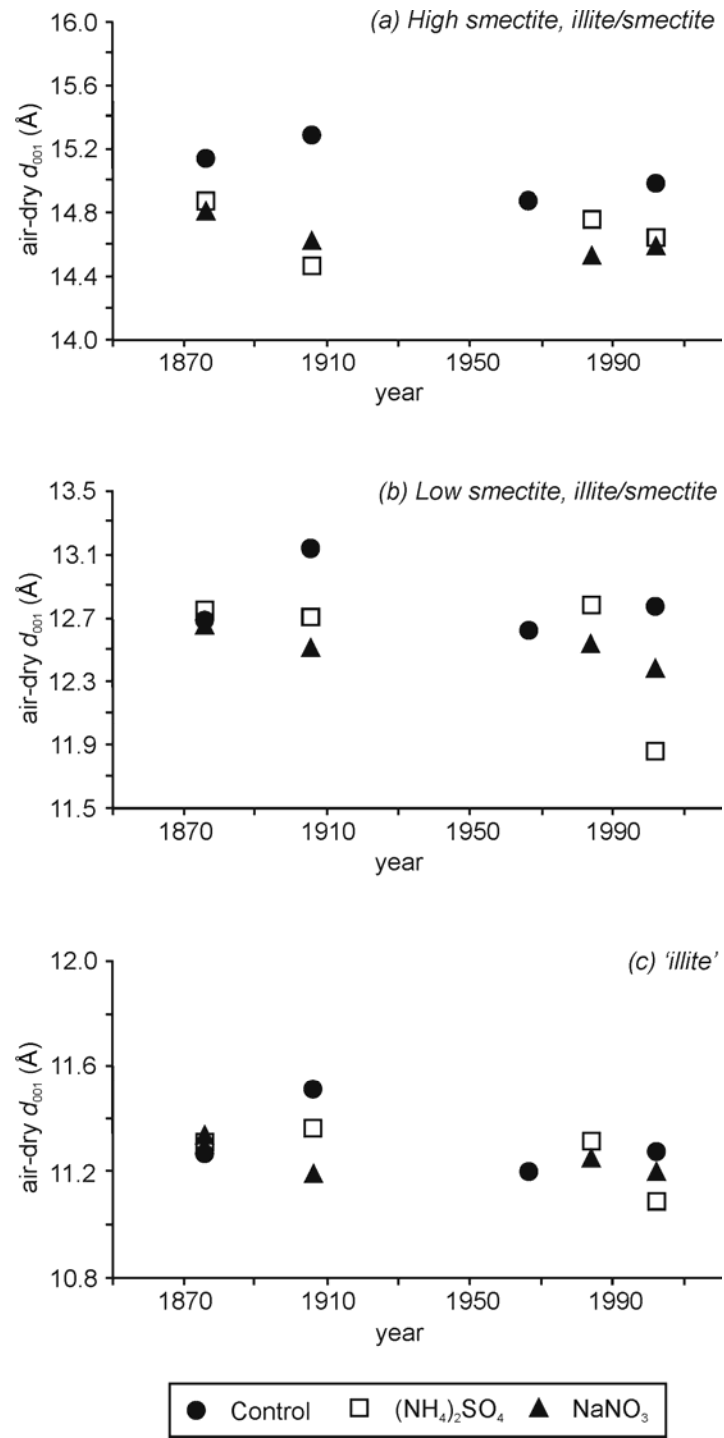 (a) High smectite, illite/smectite
air-dry d001 (Å)
16.0
15.6
15.2
14.8
14.4
14.0
1870 1910 1950 1990
year
(b) Low smectite, illite/smectite
air-dry d001 (Å)
13.5
13.1
12.7
12.3
11.9
11.5
1870 1910 1950 1990
year
(c) ‘illite’
air-dry d001 (Å)
12.0
11.6
11.2
10.8
1870 1910 1950 1990
year
Control (NH4)2SO4 NaNO3